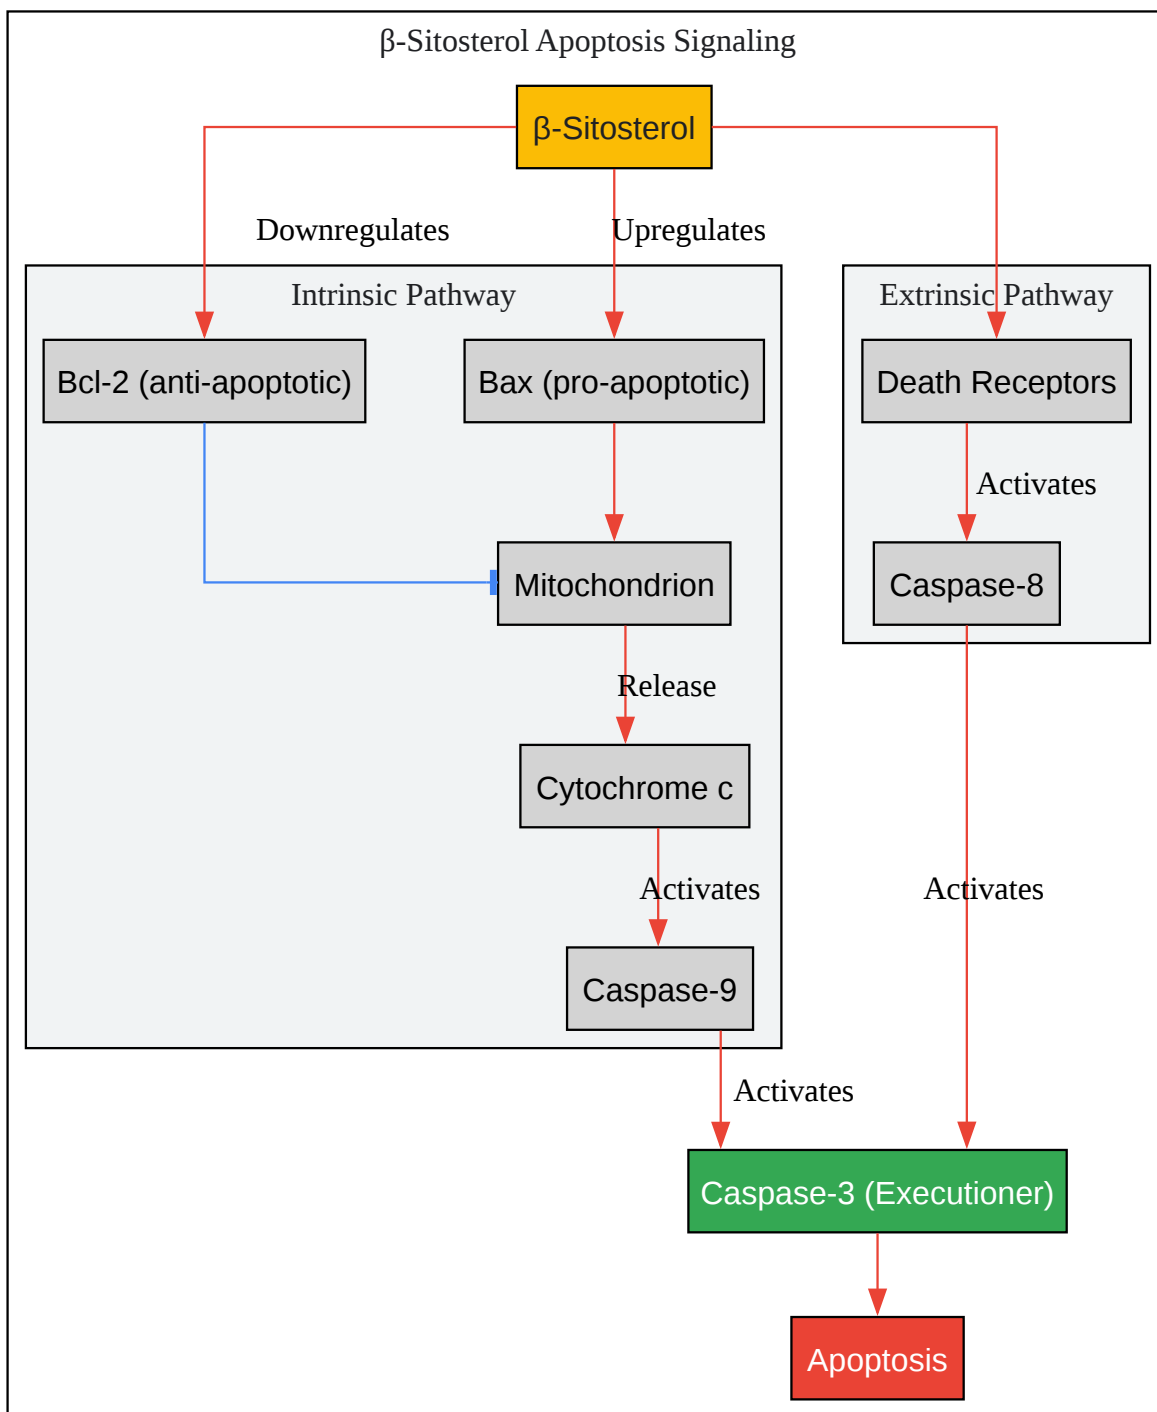 β-Sitosterol Apoptosis Signaling
β-Sitosterol
Downregulates
Upregulates
Intrinsic Pathway
Extrinsic Pathway
Bcl-2 (anti-apoptotic)
Bax (pro-apoptotic)
Death Receptors
Activates
Mitochondrion
Caspase-8
Release
Cytochrome c
Activates
Activates
Caspase-9
Activates
Caspase-3 (Executioner)
Apoptosis